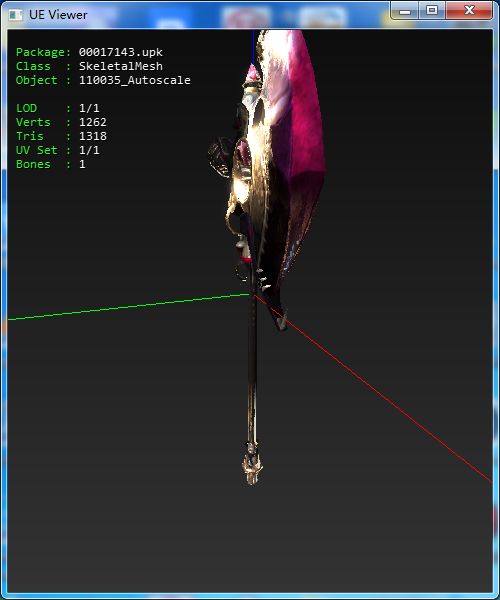 UE Viewer
Package: 00017143.upk
Class : SkeletalMesh
Object : 110035_Autoscale
LOD : 1/1
Verts : 1262
Tris : 1318
UV Set : 1/1
Bones : 1